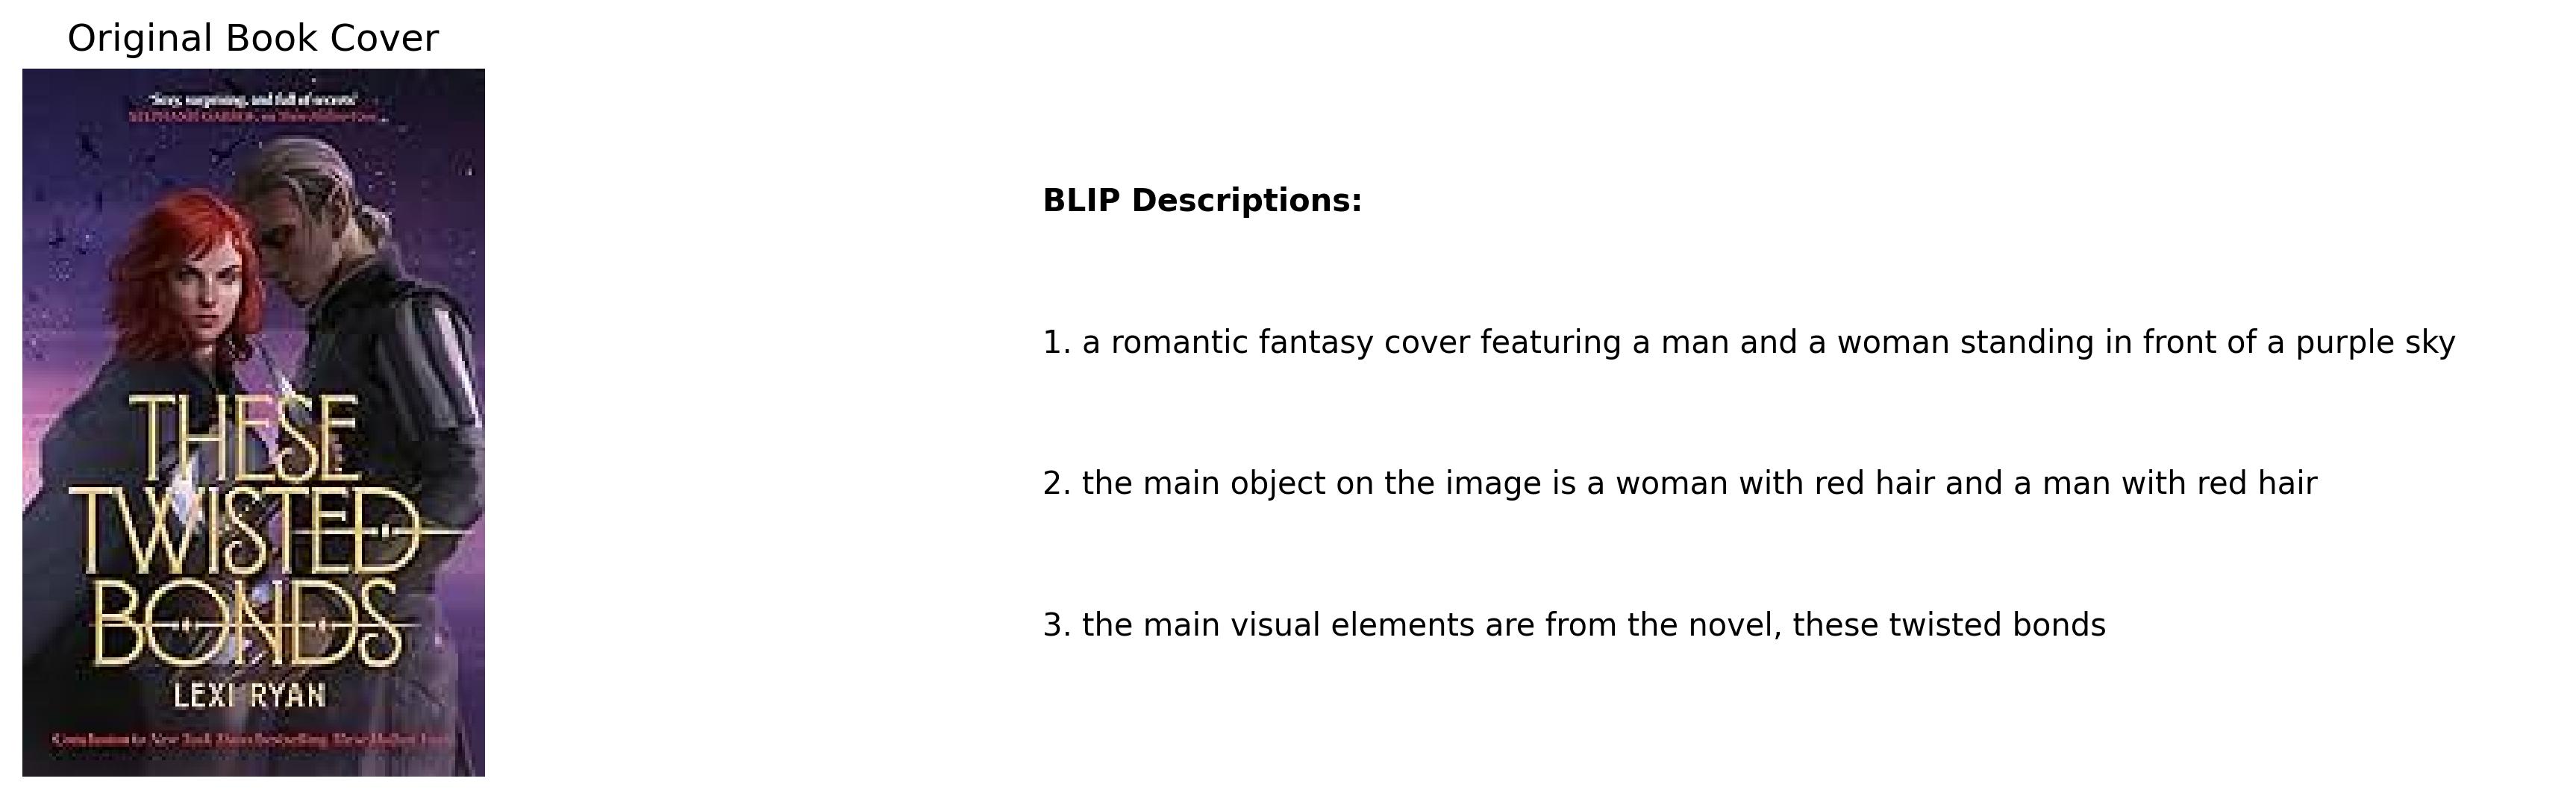 Original Book Cover
"Sexy, surprising, and full of secrets"
STEPHANIE GARBER, on These Hollow Vows
THESE
TWISTED
BONDS
LEXI RYAN
Conclusion to New York Times Bestselling These Hollow Vows
BLIP Descriptions:
1. a romantic fantasy cover featuring a man and a woman standing in front of a purple sky
2. the main object on the image is a woman with red hair and a man with red hair
3. the main visual elements are from the novel, these twisted bonds